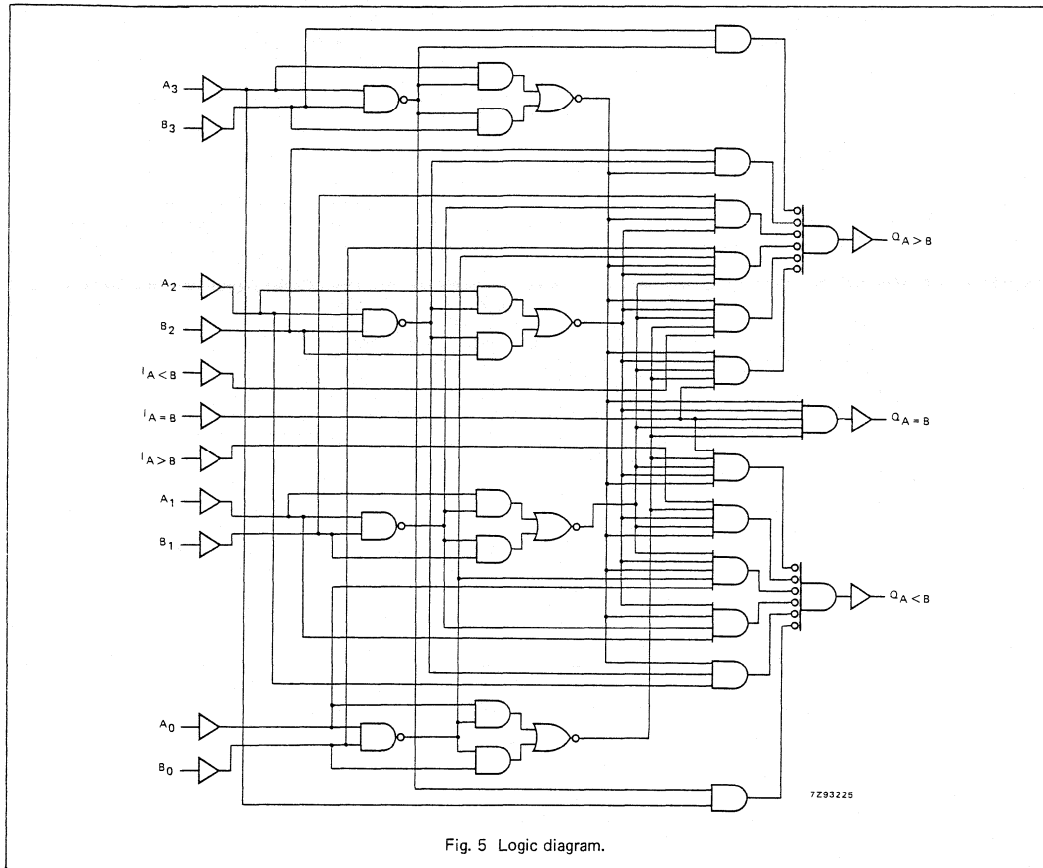 A3
B3
QA>B
A2
B2
IA<B
IA=B
QA=B
IA>B
A1
B1
QA<B
A0
B0
7Z93225
Fig. 5 Logic diagram.